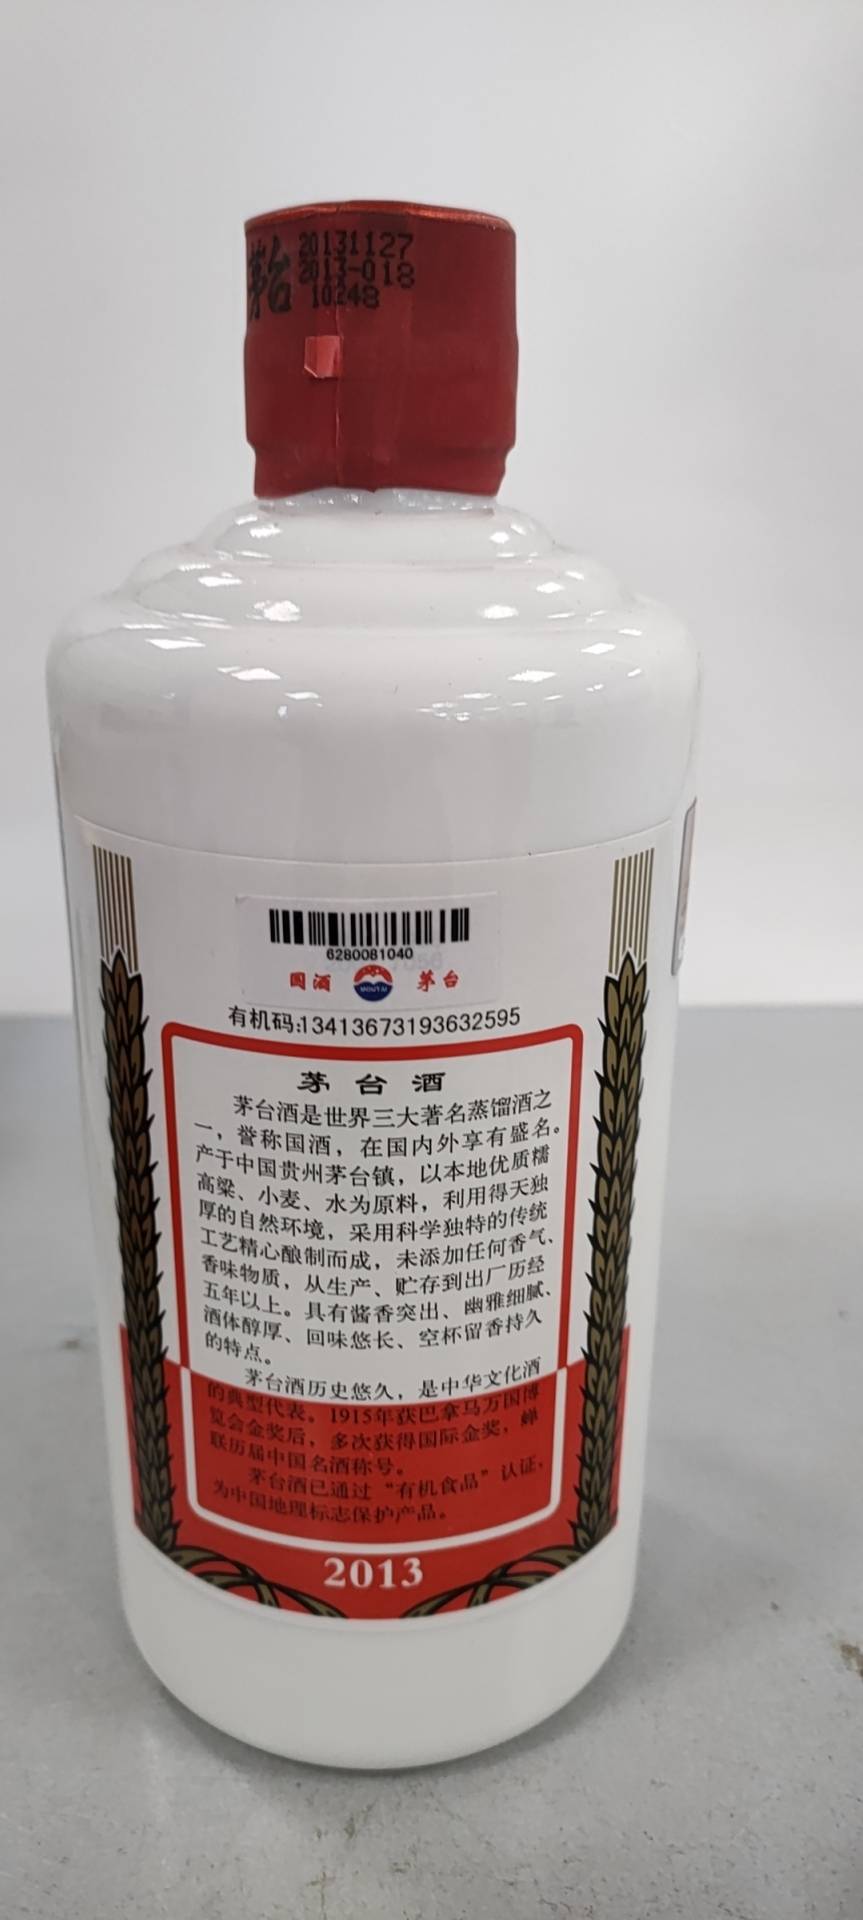 茅台
20131127
2013-018
10248
6280081040
国酒 MOUTAI 茅台
有机码:13413673193632595
茅台酒
茅台酒是世界三大著名蒸馏酒之
一，誉称国酒，在国内外享有盛名。
产于中国贵州茅台镇，以本地优质糯
高粱、小麦、水为原料，利用得天独
厚的自然环境，采用科学独特的传统
工艺精心酿制而成，未添加任何香气、
香味物质，从生产、贮存到出厂历经
五年以上。具有酱香突出、幽雅细腻、
酒体醇厚、回味悠长、空杯留香持久
的特点。
茅台酒历史悠久，是中华文化酒
的典型代表。1915年获巴拿马万国博
览会金奖后，多次获得国际金奖，蝉
联历届中国名酒称号。
茅台酒已通过“有机食品”认证，
为中国地理标志保护产品。
2013